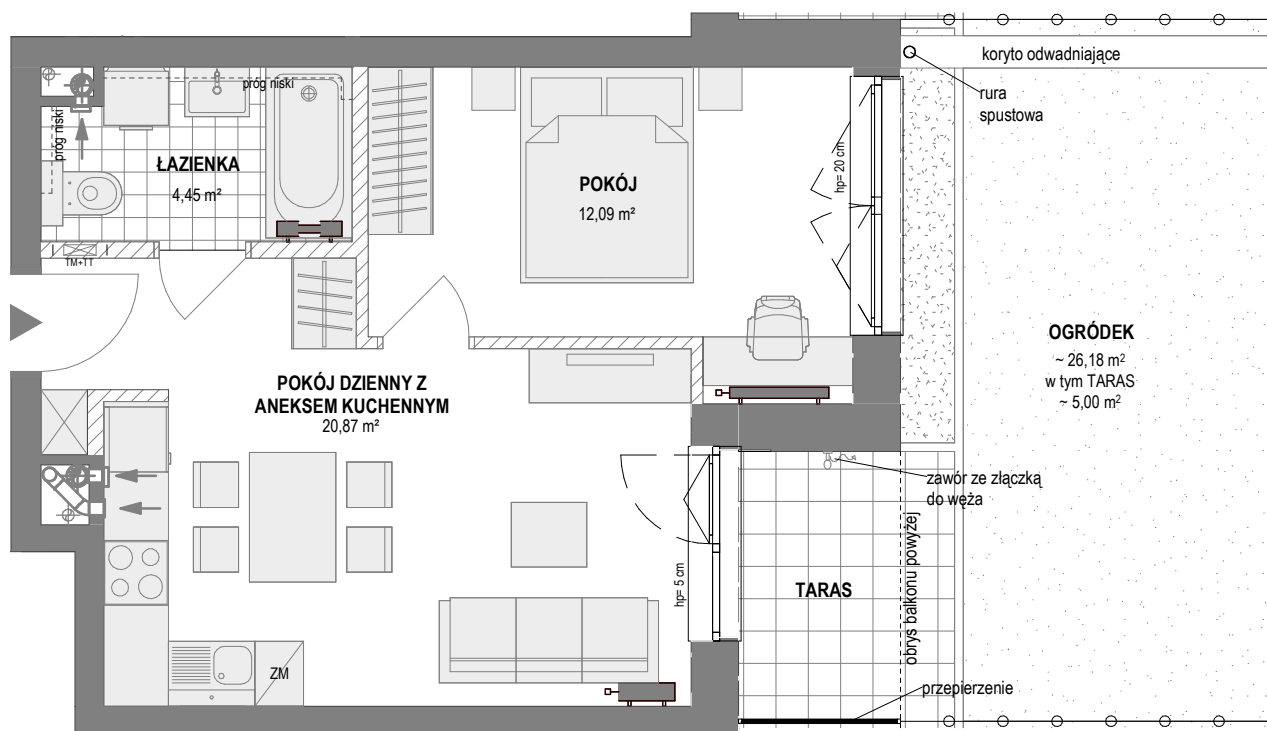 koryto odwadniające
rura
spustowa
próg niski
próg niski
ŁAZIENKA
4,45 m²
TM+TT
POKÓJ
12,09 m²
hp= 20 cm
OGRÓDEK
~ 26,18 m²
w tym TARAS
~ 5,00 m²
POKÓJ DZIENNY Z
ANEKSEM KUCHENNYM
20,87 m²
zawór ze złączką
do węża
hp= 5 cm
TARAS
obrys balkonu powyżej
ZM
przepierzenie